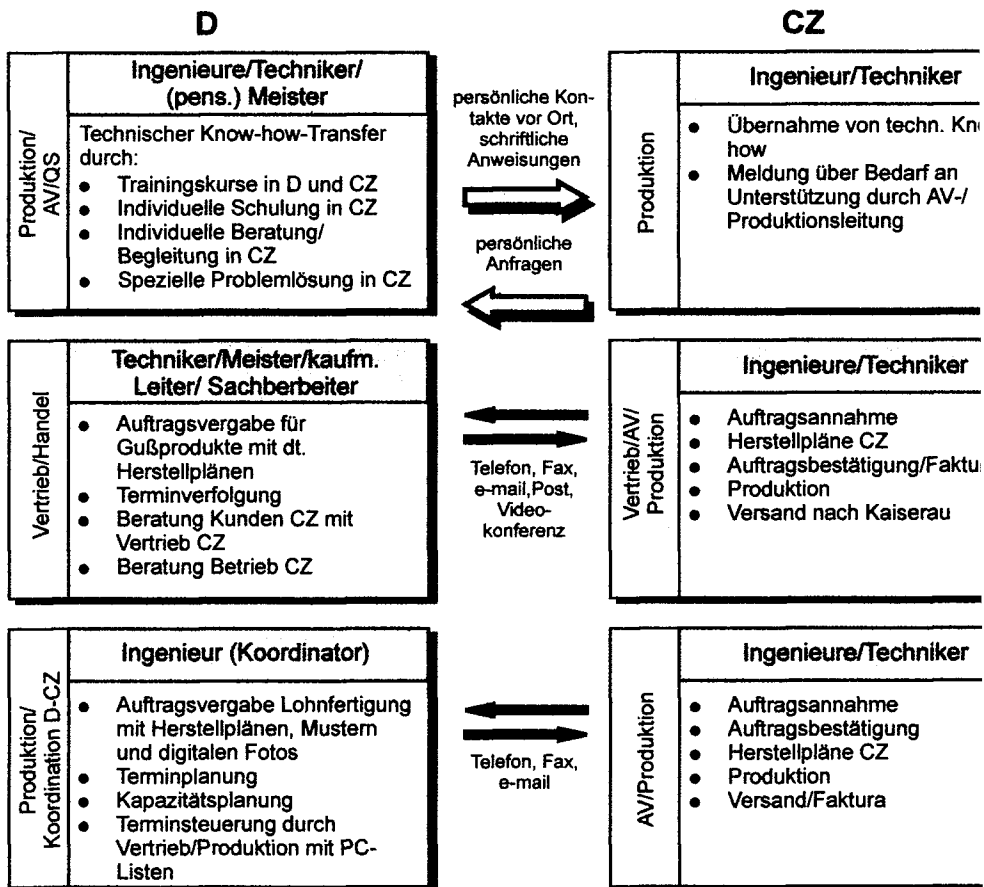 D
CZ
Produktion/
AV/QS
Ingenieure/Techniker/
(pens.) Meister
Technischer Know-how-Transfer
durch:
● Trainingskurse in D und CZ
● Individuelle Schulung in CZ
● Individuelle Beratung/
Begleitung in CZ
● Spezielle Problemlösung in CZ
persönliche Kon-
takte vor Ort,
schriftliche
Anweisungen
persönliche
Anfragen
Produktion
Ingenieur/Techniker
● Übernahme von techn. Kn
how
● Meldung über Bedarf an
Unterstützung durch AV-/
Produktionsleitung
Vertrieb/Handel
Techniker/Meister/kaufm.
Leiter/ Sachberbeiter
● Auftragsvergabe für
Gußprodukte mit dt.
Herstellplänen
● Terminverfolgung
● Beratung Kunden CZ mit
Vertrieb CZ
● Beratung Betrieb CZ
Telefon, Fax,
e-mail,Post,
Video-
konferenz
Vertrieb/AV/
Produktion
Ingenieure/Techniker
● Auftragsannahme
● Herstellpläne CZ
● Auftragsbestätigung/Faktu
● Produktion
● Versand nach Kaiserau
Produktion/
Koordination D-CZ
Ingenieur (Koordinator)
● Auftragsvergabe Lohnfertigung
mit Herstellplänen, Mustern
und digitalen Fotos
● Terminplanung
● Kapazitätsplanung
● Terminsteuerung durch
Vertrieb/Produktion mit PC-
Listen
Telefon, Fax,
e-mail
AV/Produktion
Ingenieure/Techniker
● Auftragsannahme
● Auftragsbestätigung
● Herstellpläne CZ
● Produktion
● Versand/Faktura